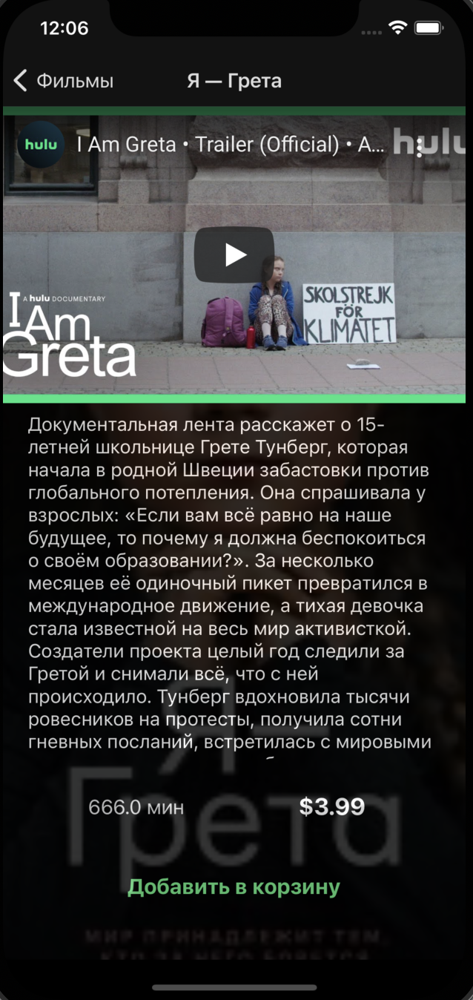 12:06
Фильмы
Я — Грета
hulu
I Am Greta • Trailer (Official) • A...
hulu
SKOLSTREJK
FÖR
KLIMATET
A hulu DOCUMENTARY
I Am
Greta
Документальная лента расскажет о 15-
летней школьнице Грете Тунберг, которая
начала в родной Швеции забастовки против
глобального потепления. Она спрашивала у
взрослых: «Если вам всё равно на наше
будущее, то почему я должна беспокоиться
о своём образовании?». За несколько
месяцев её одиночный пикет превратился в
международное движение, а тихая девочка
стала известной на весь мир активисткой.
Создатели проекта целый год следили за
Гретой и снимали всё, что с ней
происходило. Тунберг вдохновила тысячи
ровесников на протесты, получила сотни
гневных посланий, встретилась с мировыми
Я —
Грета
666.0 мин
$3.99
Добавить в корзину
МИР ПРИНАДЛЕЖИТ ТЕМ,
КТО ЗА НЕГО БОРЕТСЯ